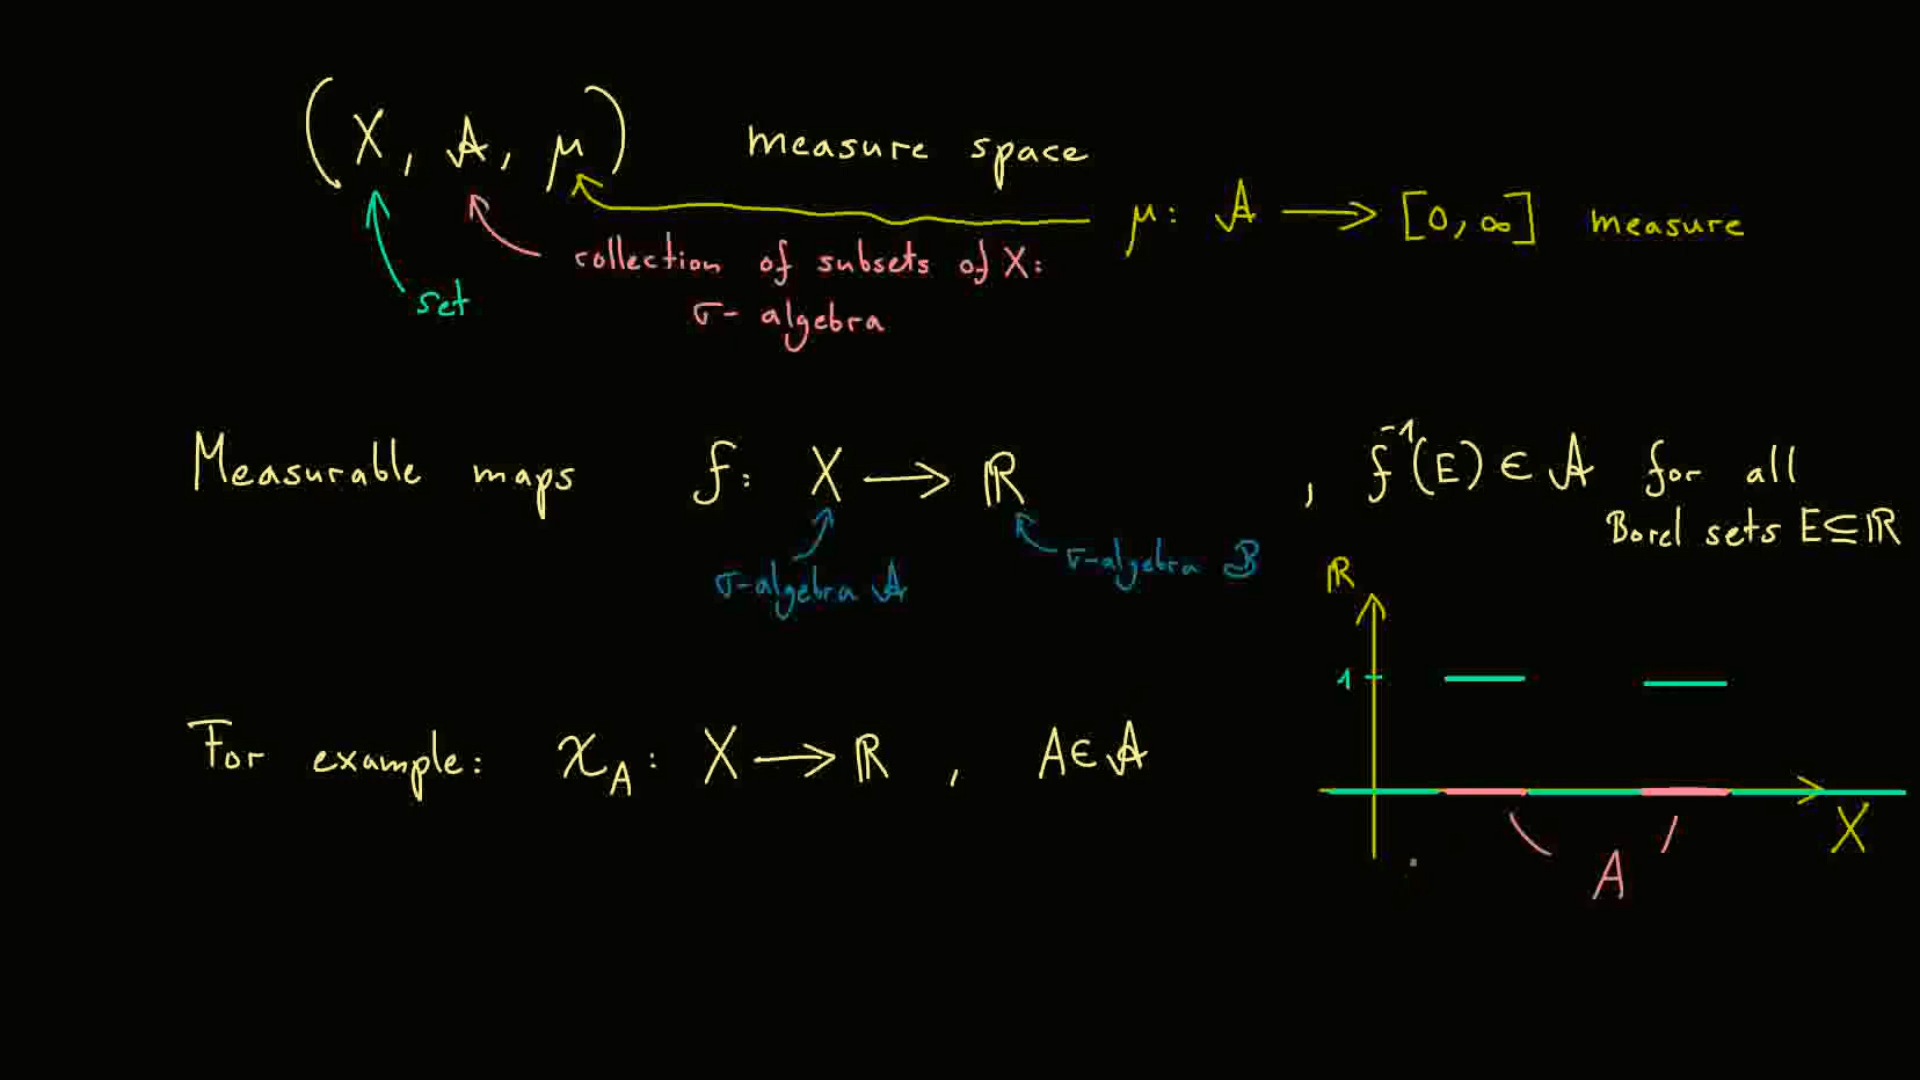 (X, 𝒜, μ) measure space
μ: 𝒜 ⟶ [0, ∞] measure
collection of subsets of X:
set
σ- algebra
Measurable maps f: X ⟶ ℝ , f⁻¹(E) ∈ 𝒜 for all
Borel sets E⊆ℝ
σ-algebra 𝒜 σ-algebra ℬ
ℝ
1
For example: χ_A: X ⟶ ℝ , A∈𝒜
X
A